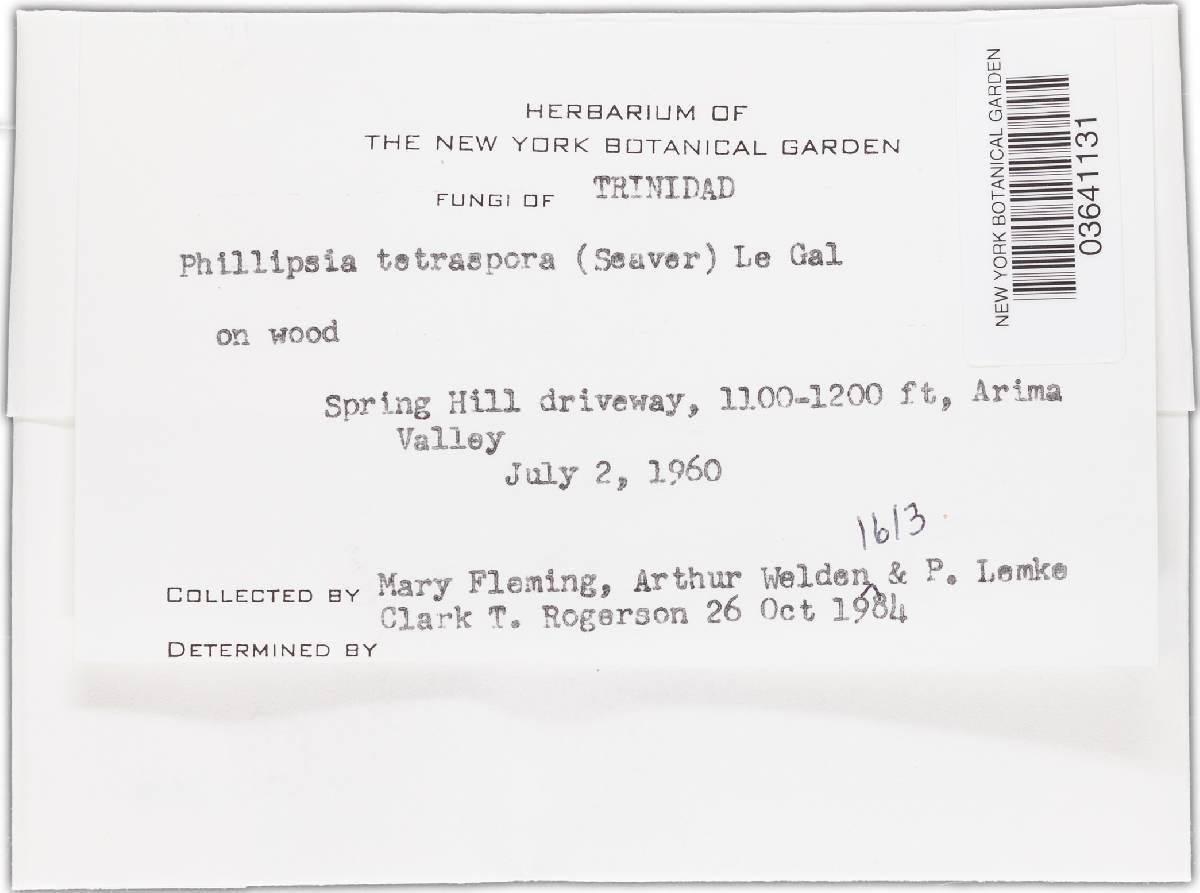 HERBARIUM OF
THE NEW YORK BOTANICAL GARDEN
FUNGI OF TRINIDAD
Phillipsia tetraspora (Seaver) Le Gal
on wood
Spring Hill driveway, 1100-1200 ft, Arima
Valley
July 2, 1960
1613
COLLECTED BY Mary Fleming, Arthur Welden & P. Lemke
Clark T. Rogerson 26 Oct 1984
DETERMINED BY
NEW YORK BOTANICAL GARDEN
03641131